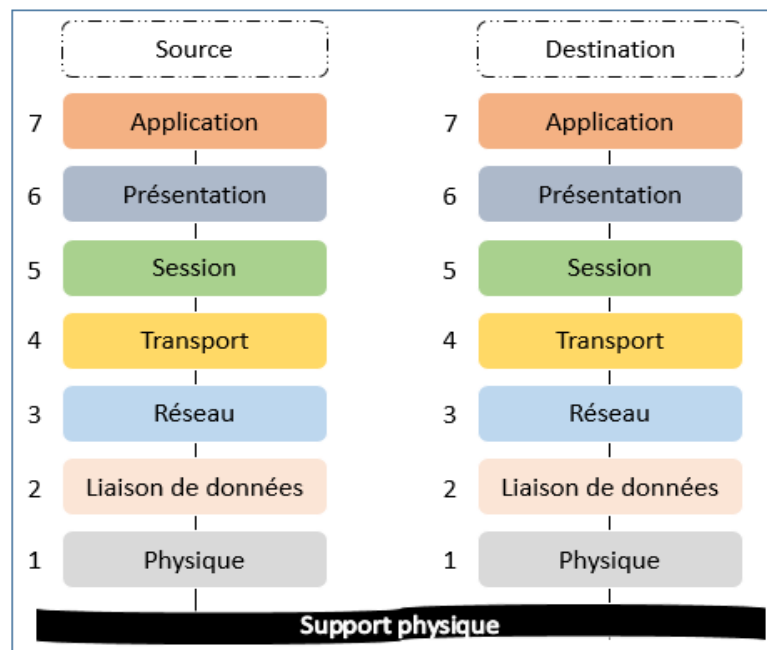 Source Destination
7 Application 7 Application
6 Présentation 6 Présentation
5 Session 5 Session
4 Transport 4 Transport
3 Réseau 3 Réseau
2 Liaison de données 2 Liaison de données
1 Physique 1 Physique
Support physique